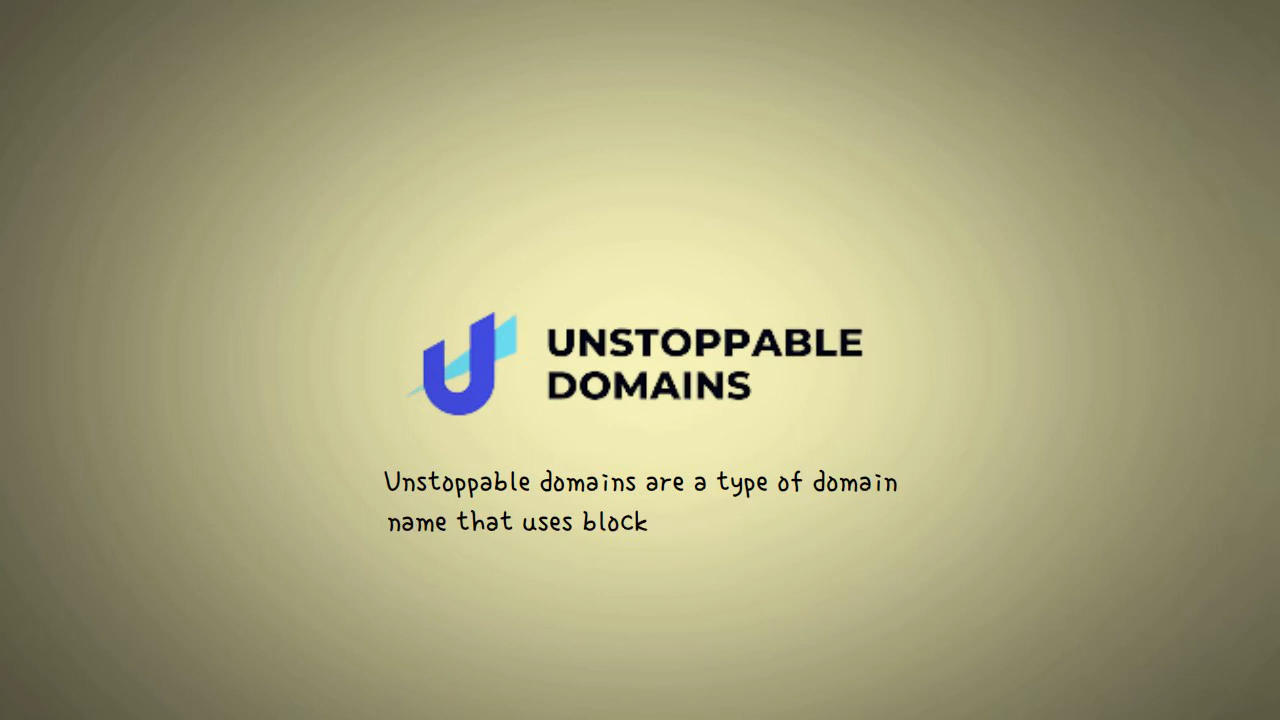 UNSTOPPABLE
DOMAINS
Unstoppable domains are a type of domain
name that uses block